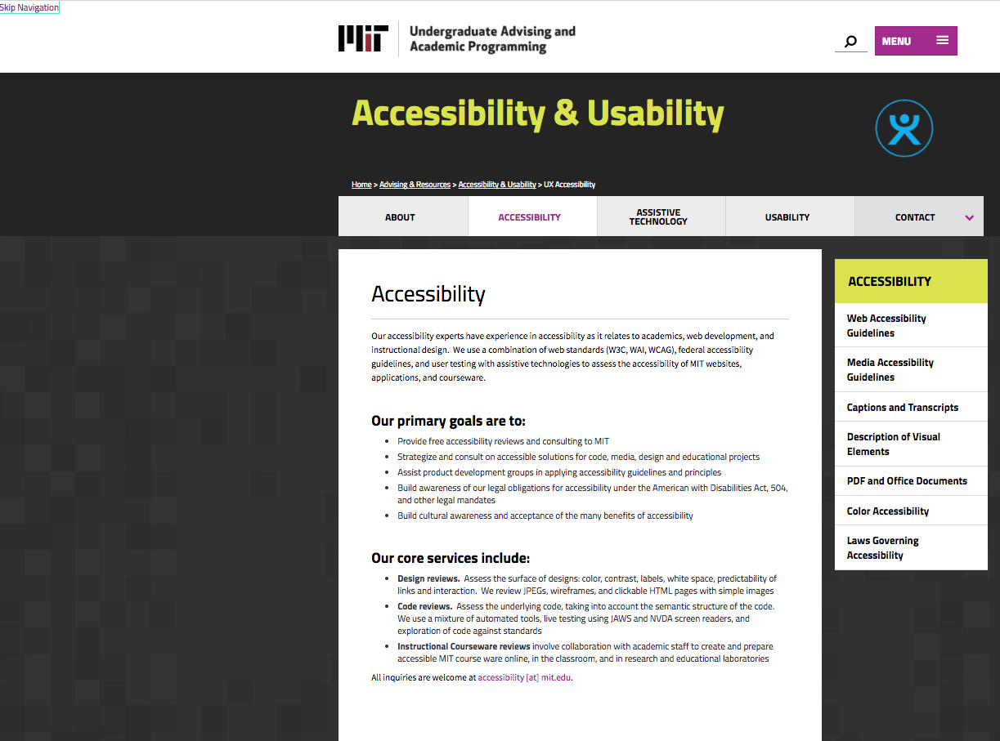 Skip Navigation
MIT
Undergraduate Advising and
Academic Programming
MENU
Accessibility & Usability
Home > Advising & Resources > Accessibility & Usability > UX Accessibility
ABOUT
ACCESSIBILITY
ASSISTIVE
TECHNOLOGY
USABILITY
CONTACT
Accessibility
Our accessibility experts have experience in accessibility as it relates to academics, web development, and
instructional design. We use a combination of web standards (W3C, WAI, WCAG), federal accessibility
guidelines, and user testing with assistive technologies to assess the accessibility of MIT websites,
applications, and courseware.
Our primary goals are to:
• Provide free accessibility reviews and consulting to MIT
• Strategize and consult on accessible solutions for code, media, design and educational projects
• Assist product development groups in applying accessibility guidelines and principles
• Build awareness of our legal obligations for accessibility under the American with Disabilities Act, 504,
and other legal mandates
• Build cultural awareness and acceptance of the many benefits of accessibility
Our core services include:
• Design reviews. Assess the surface of designs: color, contrast, labels, white space, predictability of
links and interaction. We review JPEGs, wireframes, and clickable HTML pages with simple images
• Code reviews. Assess the underlying code, taking into account the semantic structure of the code.
We use a mixture of automated tools, live testing using JAWS and NVDA screen readers, and
exploration of code against standards
• Instructional Courseware reviews involve collaboration with academic staff to create and prepare
accessible MIT course ware online, in the classroom, and in research and educational laboratories
All inquiries are welcome at accessibility [at] mit.edu.
ACCESSIBILITY
Web Accessibility
Guidelines
Media Accessibility
Guidelines
Captions and Transcripts
Description of Visual
Elements
PDF and Office Documents
Color Accessibility
Laws Governing
Accessibility